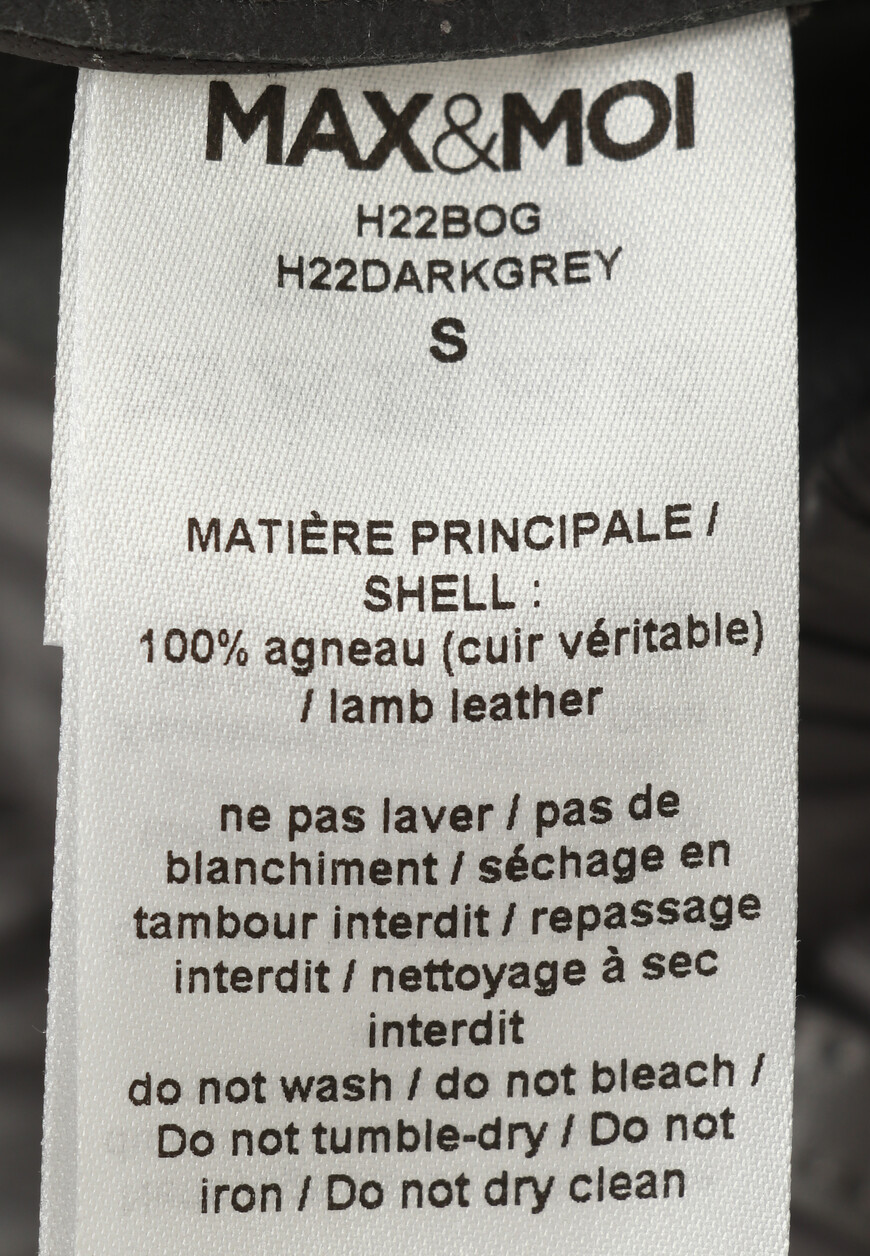 MAX&MOI
H22BOG
H22DARKGREY
S
MATIÈRE PRINCIPALE /
SHELL :
100% agneau (cuir véritable)
/ lamb leather
ne pas laver / pas de
blanchiment / séchage en
tambour interdit / repassage
interdit / nettoyage à sec
interdit
do not wash / do not bleach /
Do not tumble-dry / Do not
iron / Do not dry clean